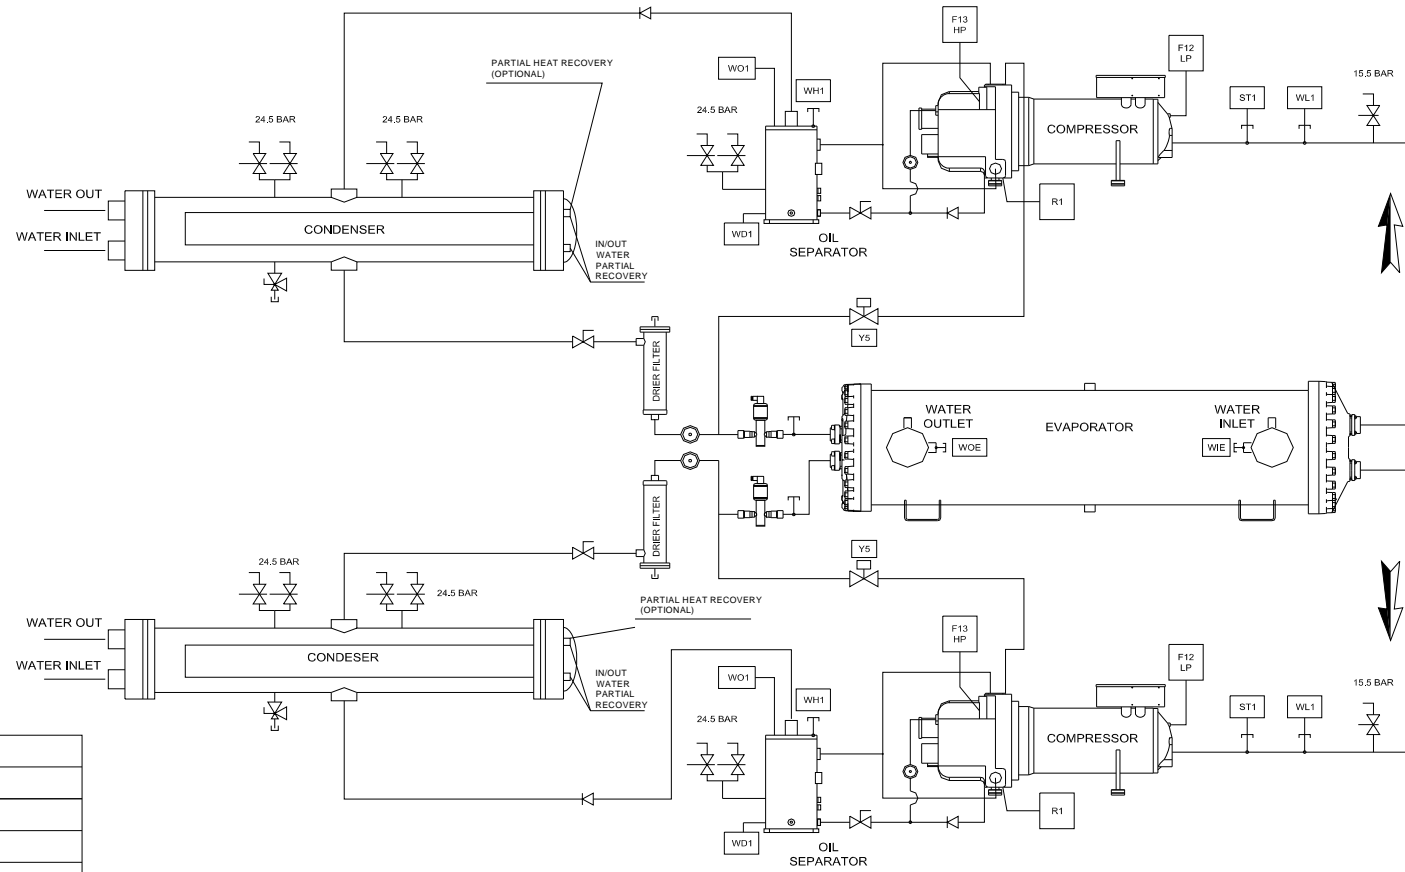 F13
HP
F12
LP
WO1
WH1
15.5 BAR
PARTIAL HEAT RECOVERY
(OPTIONAL)
24.5 BAR
24.5 BAR
24.5 BAR
ST1
WL1
COMPRESSOR
WATER OUT
WATER INLET
CONDENSER
R1
WD1
OIL
SEPARATOR
IN/OUT
WATER
PARTIAL
RECOVERY
Y5
DRIER FILTER
WATER
OUTLET
EVAPORATOR
WATER
INLET
WOE
WIE
DRIER FILTER
Y5
24.5 BAR
24.5 BAR
PARTIAL HEAT RECOVERY
(OPTIONAL)
WATER OUT
WATER INLET
CONDESER
IN/OUT
WATER
PARTIAL
RECOVERY
F13
HP
F12
LP
WO1
WH1
15.5 BAR
24.5 BAR
ST1
WL1
COMPRESSOR
R1
WD1
OIL
SEPARATOR